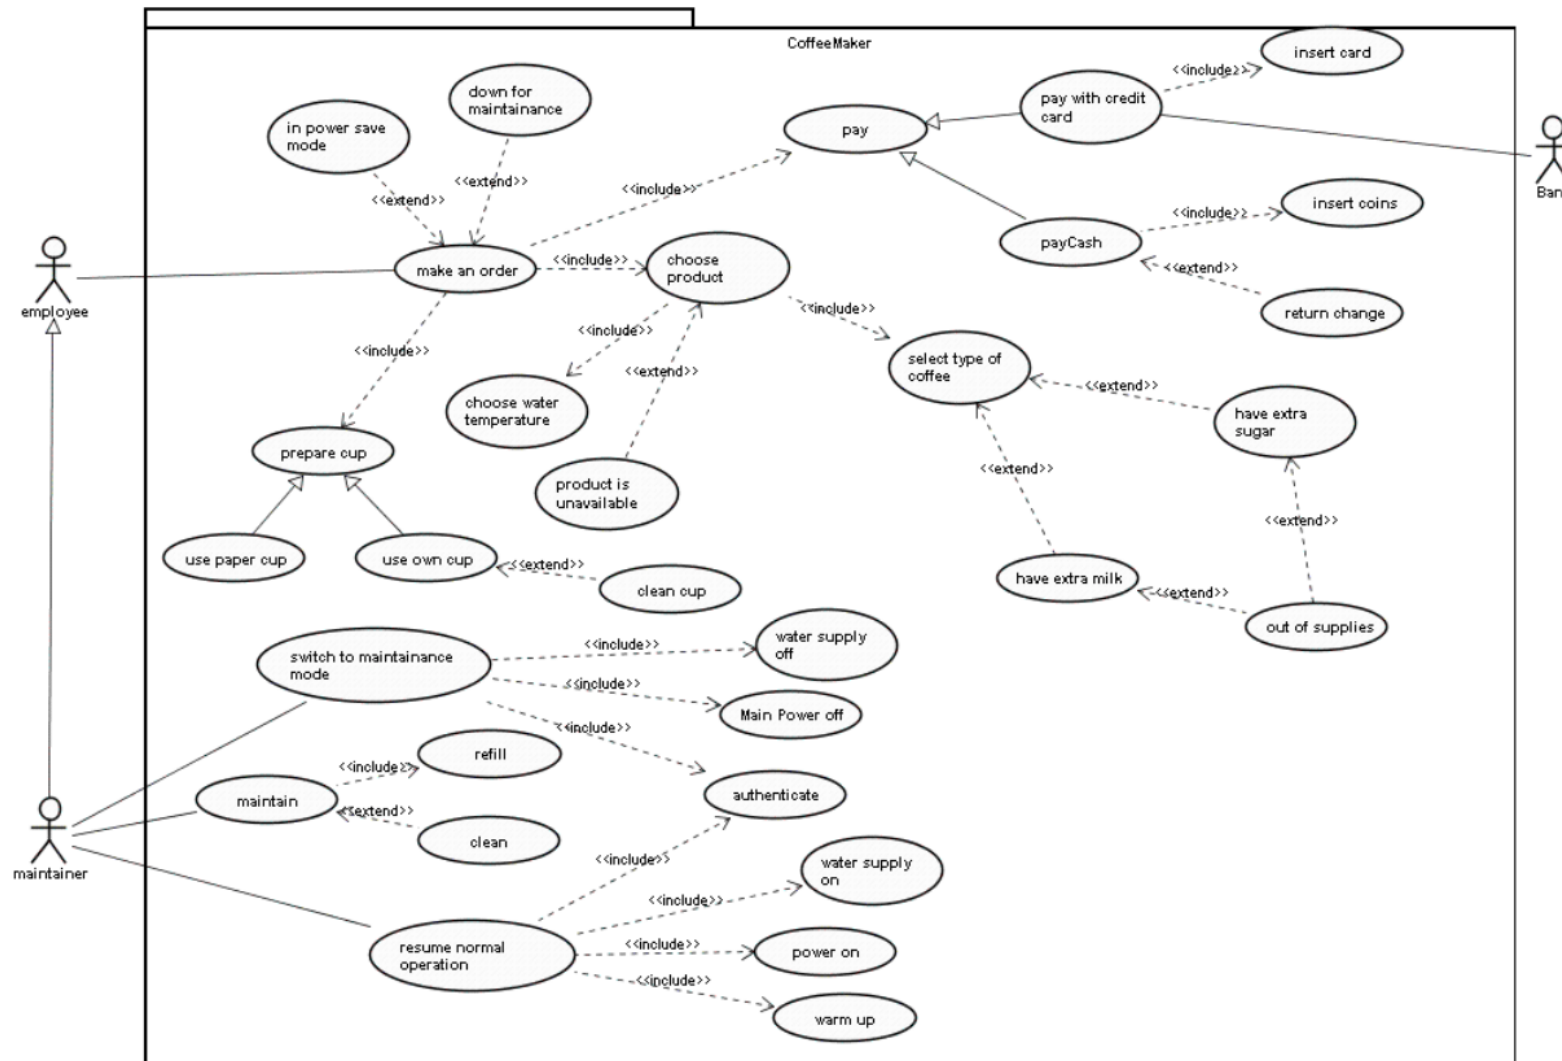 CoffeeMaker
insert card
<<include>>
down for
maintainance
pay with credit
card
in power save
mode
pay
<<extend>>
<<include>>
<<extend>>
insert coins
<<include>>
Ban
payCash
<<include>>
choose
product
make an order
<<extend>>
employee
<<include>>
return change
<<include>>
<<include>>
<<extend>>
select type of
coffee
<<extend>>
choose water
temperature
have extra
sugar
prepare cup
<<extend>>
product is
unavailable
<<extend>>
use paper cup
use own cup
<<extend>>
clean cup
have extra milk
<<extend>>
out of supplies
switch to maintainance
mode
<<include>>
water supply
off
<<include>>
Main Power off
<<include>>
refill
<<include>>
maintain
<<extend>>
clean
authenticate
maintainer
<<include>>
water supply
on
<<include>>
resume normal
operation
<<include>>
power on
<<include>>
warm up